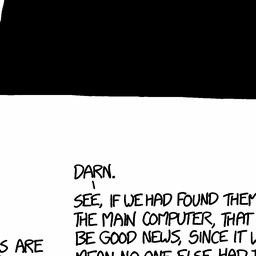 DARN.
SEE, IF WE HAD FOUND THEM
THE MAIN COMPUTER, THAT
BE GOOD NEWS, SINCE IT
MEAN NO ONE ELSE HAD
ARE